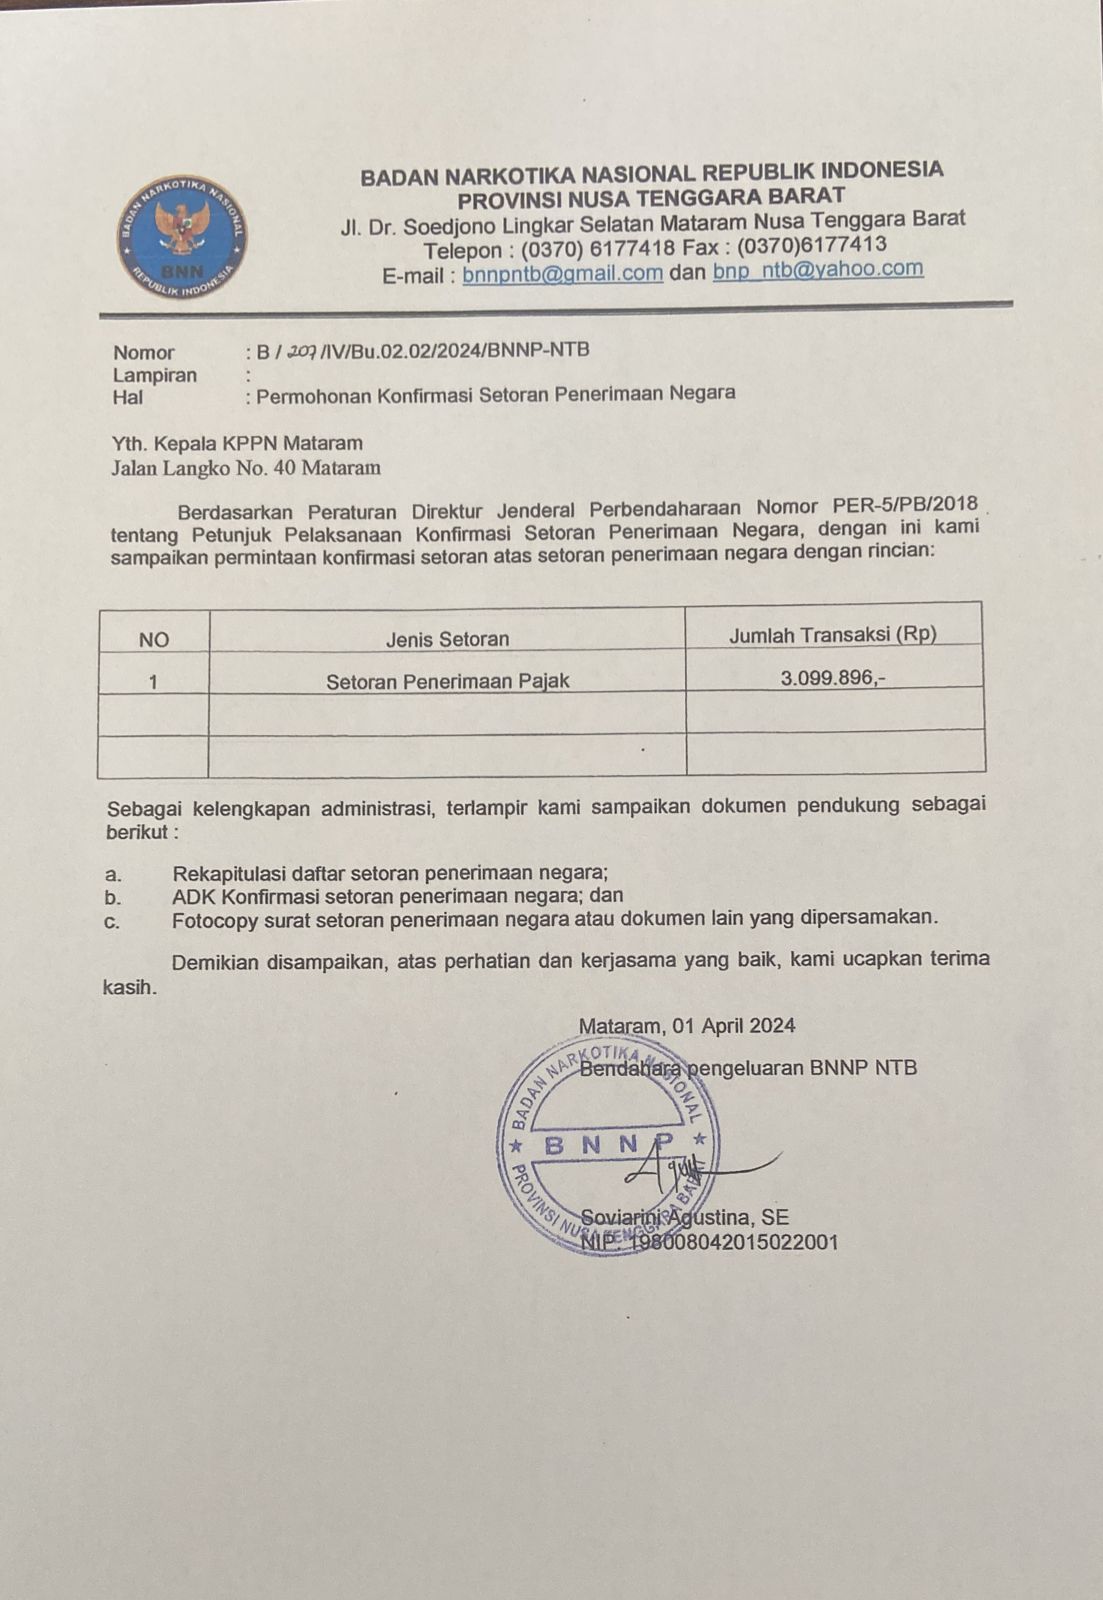 BADAN NARKOTIKA NASIONAL REPUBLIK INDONESIA
PROVINSI NUSA TENGGARA BARAT
Jl. Dr. Soedjono Lingkar Selatan Mataram Nusa Tenggara Barat
Telepon : (0370) 6177418 Fax : (0370)6177413
E-mail : bnnpntb@gmail.com dan bnp_ntb@yahoo.com
BADAN NARKOTIKA NASIONAL
BNN
REPUBLIK INDONESIA
Nomor : B / 207 /IV/Bu.02.02/2024/BNNP-NTB
Lampiran :
Hal : Permohonan Konfirmasi Setoran Penerimaan Negara
Yth. Kepala KPPN Mataram
Jalan Langko No. 40 Mataram
Berdasarkan Peraturan Direktur Jenderal Perbendaharaan Nomor PER-5/PB/2018
tentang Petunjuk Pelaksanaan Konfirmasi Setoran Penerimaan Negara, dengan ini kami
sampaikan permintaan konfirmasi setoran atas setoran penerimaan negara dengan rincian:
NO Jenis Setoran Jumlah Transaksi (Rp)
1 Setoran Penerimaan Pajak 3.099.896,-
Sebagai kelengkapan administrasi, terlampir kami sampaikan dokumen pendukung sebagai
berikut :
a. Rekapitulasi daftar setoran penerimaan negara;
b. ADK Konfirmasi setoran penerimaan negara; dan
c. Fotocopy surat setoran penerimaan negara atau dokumen lain yang dipersamakan.
Demikian disampaikan, atas perhatian dan kerjasama yang baik, kami ucapkan terima
kasih.
Mataram, 01 April 2024
Bendahara pengeluaran BNNP NTB
BADAN NARKOTIKA NASIONAL
BNNP
PROVINSI NUSA TENGGARA BARAT
Soviarini Agustina, SE
NIP. 198008042015022001